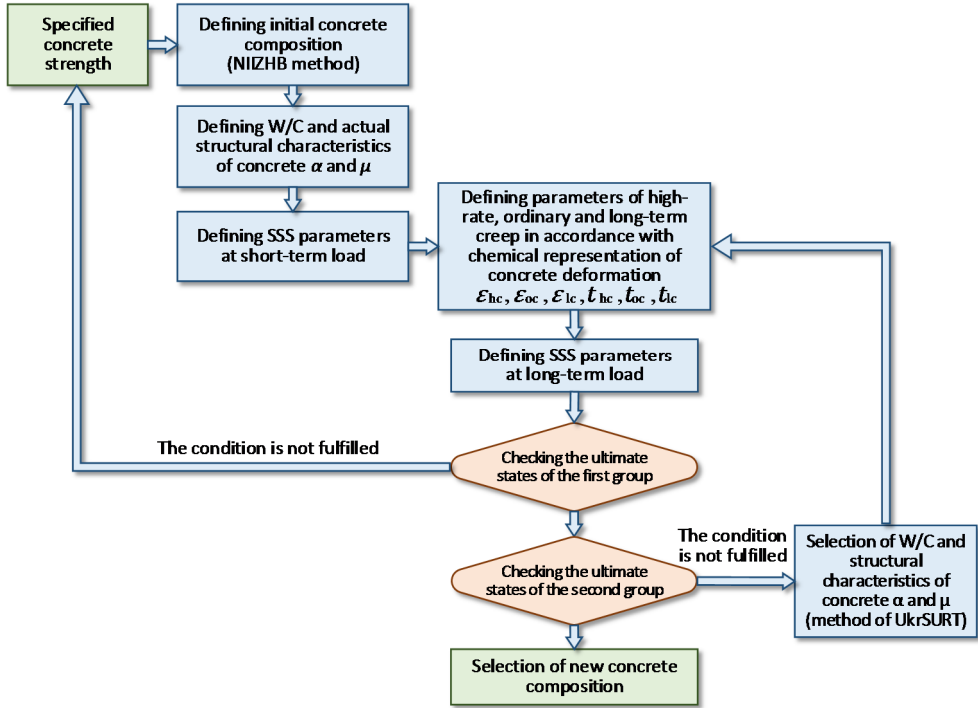 Specified
concrete
strength
Defining initial concrete
composition
(NIIZHB method)
Defining W/C and actual
structural characteristics
of concrete α and μ
Defining SSS parameters
at short-term load
Defining parameters of high-
rate, ordinary and long-term
creep in accordance with
chemical representation of
concrete deformation
εhc, εoc, εlc, t hc, toc, tlc
Defining SSS parameters
at long-term load
The condition is not fulfilled
Checking the ultimate
states of the first group
The condition
is not fulfilled
Checking the ultimate
states of the second group
Selection of W/C and
structural
characteristics of
concrete α and μ
(method of UkrSURT)
Selection of new concrete
composition